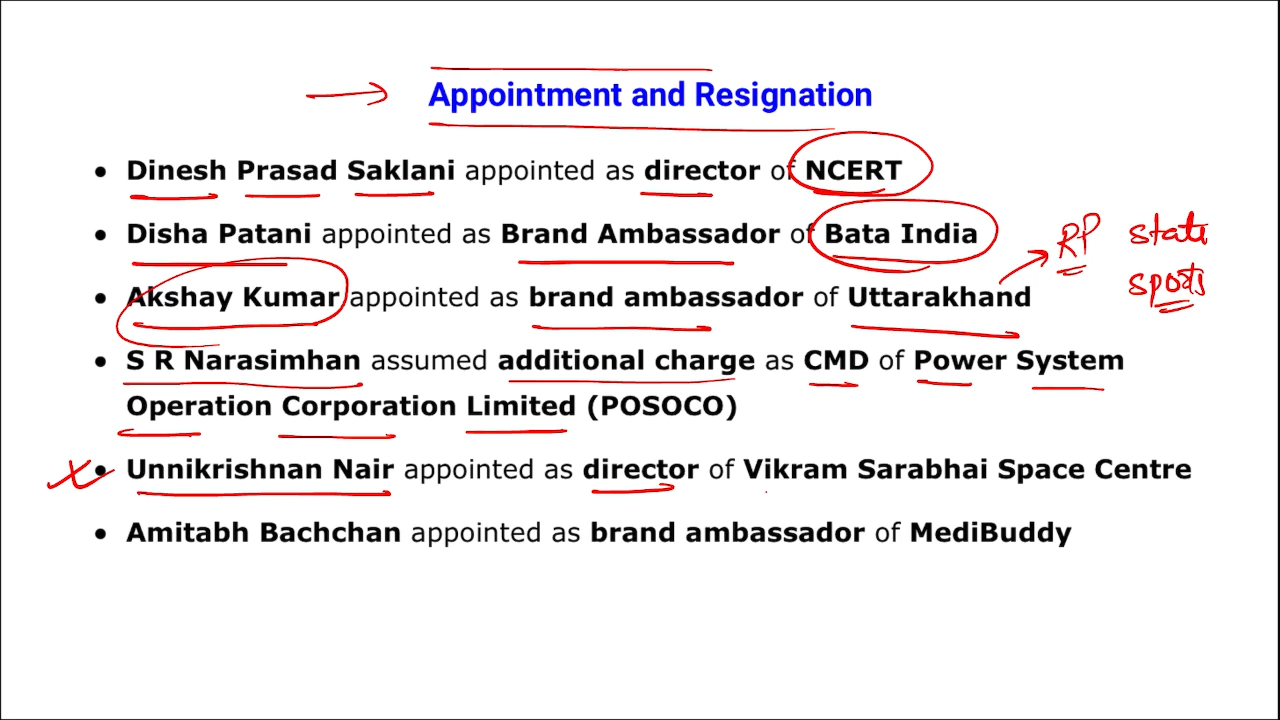 Appointment and Resignation
• Dinesh Prasad Saklani appointed as director of NCERT
• Disha Patani appointed as Brand Ambassador of Bata India
RP state
sports
• Akshay Kumar appointed as brand ambassador of Uttarakhand
• S R Narasimhan assumed additional charge as CMD of Power System
Operation Corporation Limited (POSOCO)
• Unnikrishnan Nair appointed as director of Vikram Sarabhai Space Centre
• Amitabh Bachchan appointed as brand ambassador of MediBuddy